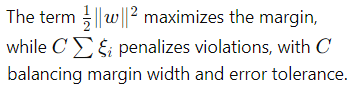 The term ½‖w‖² maximizes the margin,
while C ∑ ξᵢ penalizes violations, with C
balancing margin width and error tolerance.